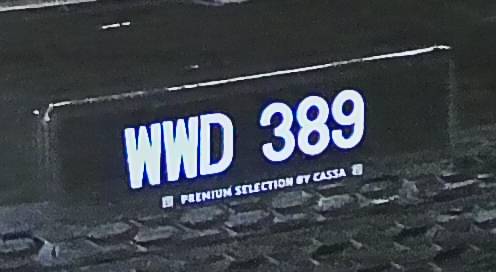 WWD 389
PREMIUM SELECTION BY CASSA